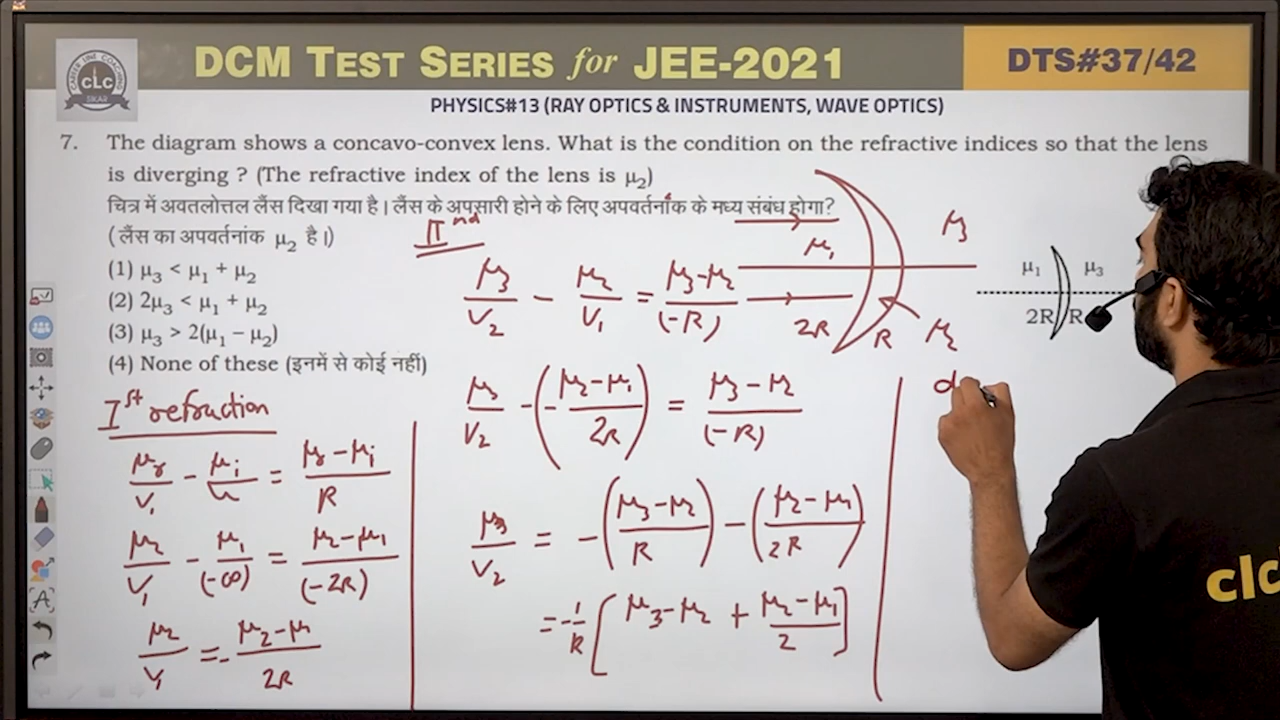 DCM TEST SERIES for JEE-2021
DTS#37/42
CAREER LINE COACHING
CLC
SIKAR
PHYSICS#13 (RAY OPTICS & INSTRUMENTS, WAVE OPTICS)
7. The diagram shows a concavo-convex lens. What is the condition on the refractive indices so that the lens
is diverging ? (The refractive index of the lens is μ₂)
चित्र में अवतलोत्तल लैंस दिखा गया है। लैंस के अपसारी होने के लिए अपवर्तनांक के मध्य संबंध होगा?
( लैंस का अपवर्तनांक μ₂ है।)
(1) μ₃ < μ₁ + μ₂
(2) 2μ₃ < μ₁ + μ₂
(3) μ₃ > 2(μ₁ – μ₂)
(4) None of these (इनमें से कोई नहीं)
μ₁ μ₃
2R R
μ₁ μ₃
2R R μ₂
Iˢᵗ refraction
μr/V₁ - μi/u = μr-μi/R
μ₂/V₁ - μ₁/(-∞) = μ₂-μ₁/(-2R)
μ₂/V₁ = - μ₂-μ₁/2R
IIⁿᵈ
μ₃/V₂ - μ₂/V₁ = μ₃-μ₂/(-R)
μ₃/V₂ - (- μ₂-μ₁/2R) = μ₃-μ₂/(-R)
μ₃/V₂ = -(μ₃-μ₂/R) - (μ₂-μ₁/2R)
= -1/R [μ₃-μ₂ + μ₂-μ₁/2]
d
clc